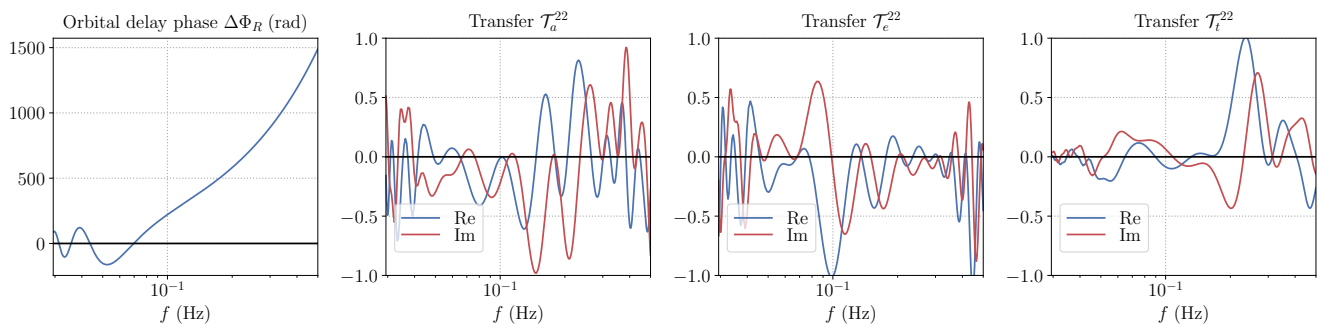 Orbital delay phase ΔΦ_R (rad)
1500
1000
500
0
10⁻¹
f (Hz)
Transfer 𝒯_a^22
1.0
0.5
0.0
−0.5
−1.0
Re
Im
10⁻¹
f (Hz)
Transfer 𝒯_e^22
1.0
0.5
0.0
−0.5
−1.0
Re
Im
10⁻¹
f (Hz)
Transfer 𝒯_t^22
1.0
0.5
0.0
−0.5
−1.0
Re
Im
10⁻¹
f (Hz)